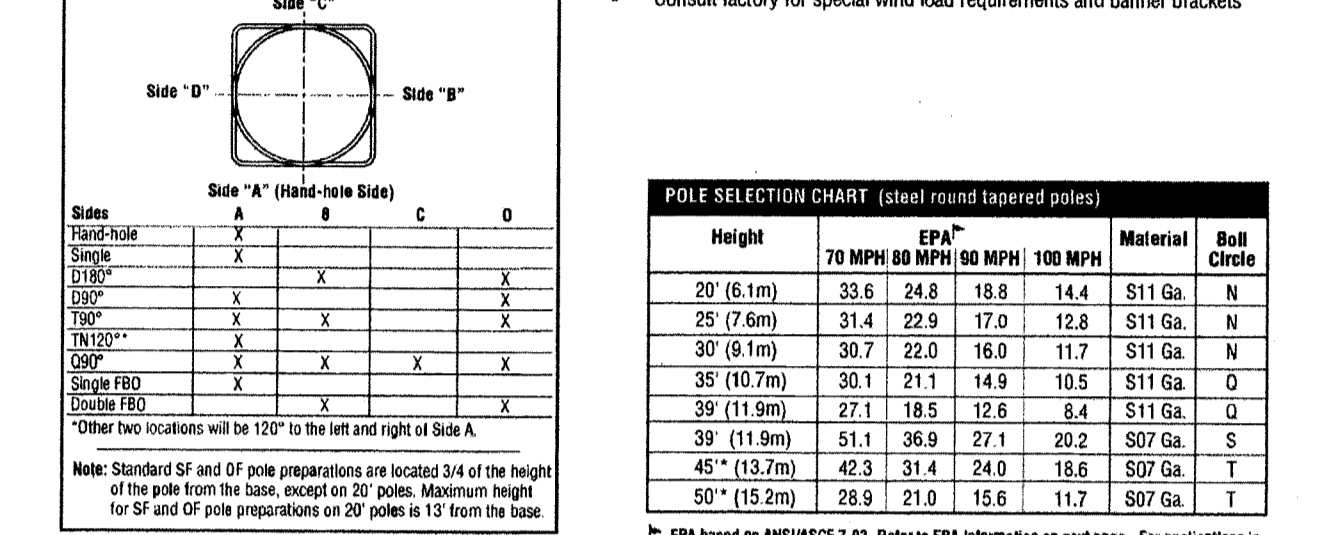 Side "C"
Side "D"
Side "B"
Side "A" (Hand-hole Side)
Sides A B C D
Hand-hole X
Single X
D180° X X
D90° X X
T90° X X X
TN120°* X
Q90° X X X X
Single FBO X
Double FBO X X
*Other two locations will be 120° to the left and right of Side A.
Note: Standard SF and OF pole preparations are located 3/4 of the height
of the pole from the base, except on 20' poles. Maximum height
for SF and OF pole preparations on 20' poles is 13' from the base.
* Consult factory for special wind load requirements and banner brackets
POLE SELECTION CHART (steel round tapered poles)
Height EPA Material Bolt
70 MPH 80 MPH 90 MPH 100 MPH Circle
20' (6.1m) 33.6 24.8 18.8 14.4 S11 Ga. N
25' (7.6m) 31.4 22.9 17.0 12.8 S11 Ga. N
30' (9.1m) 30.7 22.0 16.0 11.7 S11 Ga. N
35' (10.7m) 30.1 21.1 14.9 10.5 S11 Ga. Q
39' (11.9m) 27.1 18.5 12.6 8.4 S11 Ga. Q
39' (11.9m) 51.1 36.9 27.1 20.2 S07 Ga. S
45'* (13.7m) 42.3 31.4 24.0 18.6 S07 Ga. T
50'* (15.2m) 28.9 21.0 15.6 11.7 S07 Ga. T
EPA based on ANSI/ASCE 7-93. Refer to EPA Information on next page. For applications in